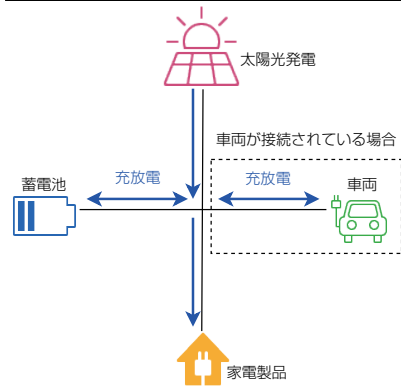 太陽光発電
車両が接続されている場合
蓄電池
充放電
充放電
車両
家電製品